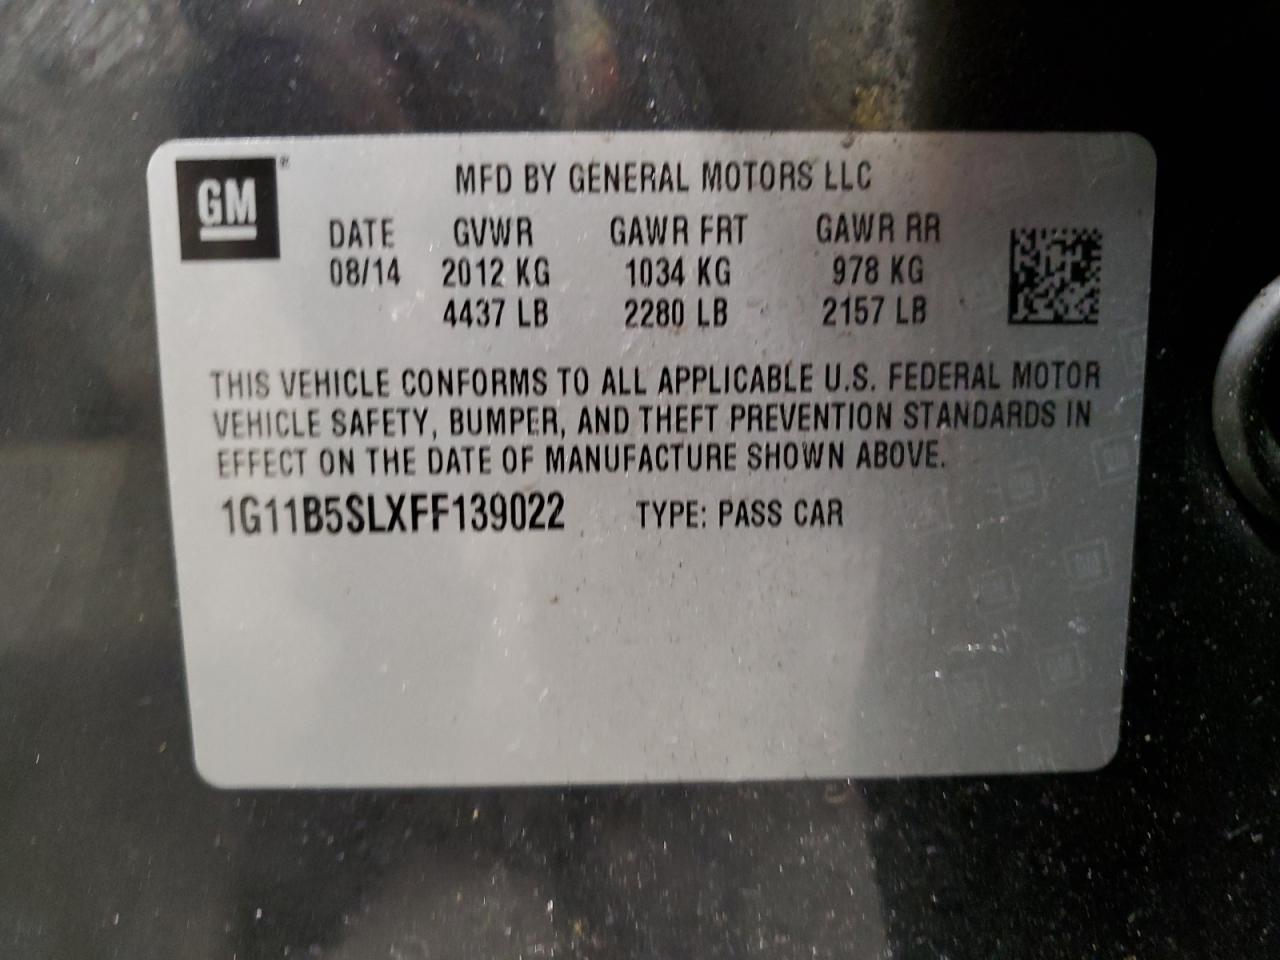 GM®
MFD BY GENERAL MOTORS LLC
DATE GVWR GAWR FRT GAWR RR
08/14 2012 KG 1034 KG 978 KG
4437 LB 2280 LB 2157 LB
THIS VEHICLE CONFORMS TO ALL APPLICABLE U.S. FEDERAL MOTOR
VEHICLE SAFETY, BUMPER, AND THEFT PREVENTION STANDARDS IN
EFFECT ON THE DATE OF MANUFACTURE SHOWN ABOVE.
1G11B5SLXFF139022 TYPE: PASS CAR